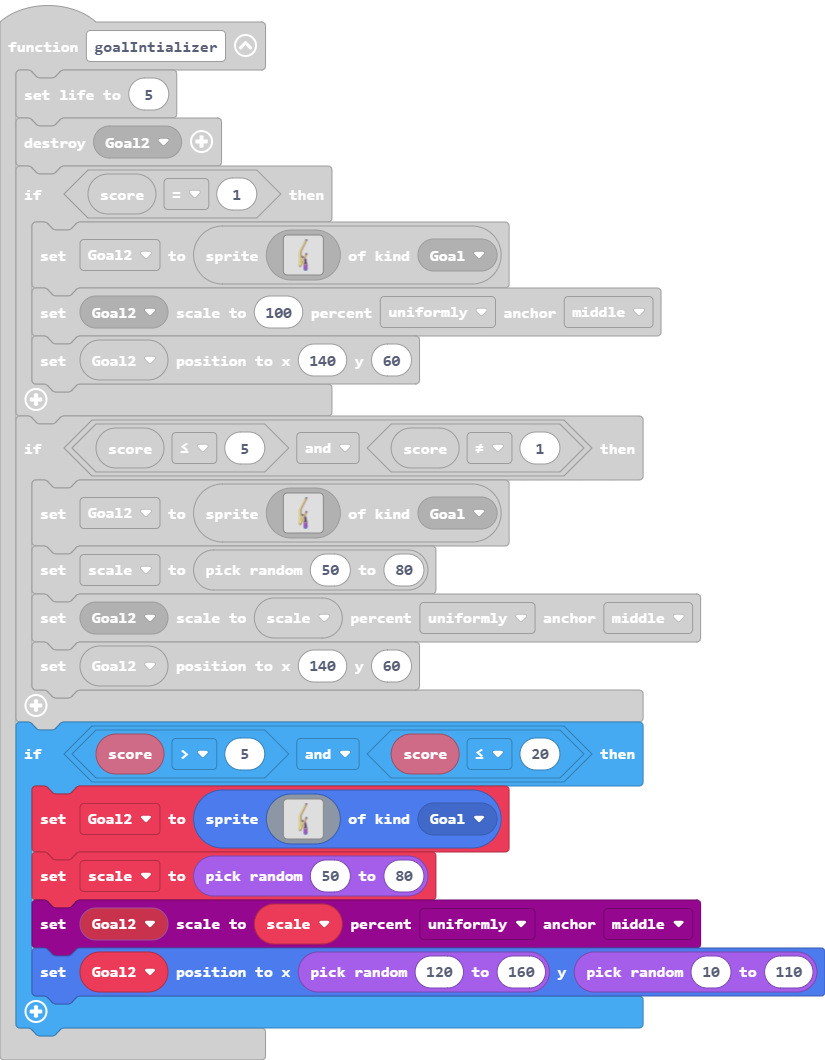 function goalIntializer
set life to 5
destroy Goal2
if score = 1 then
set Goal2 to sprite of kind Goal
set Goal2 scale to 100 percent uniformly anchor middle
set Goal2 position to x 140 y 60
if score ≤ 5 and score ≠ 1 then
set Goal2 to sprite of kind Goal
set scale to pick random 50 to 80
set Goal2 scale to scale percent uniformly anchor middle
set Goal2 position to x 140 y 60
if score > 5 and score ≤ 20 then
set Goal2 to sprite of kind Goal
set scale to pick random 50 to 80
set Goal2 scale to scale percent uniformly anchor middle
set Goal2 position to x pick random 120 to 160 y pick random 10 to 110